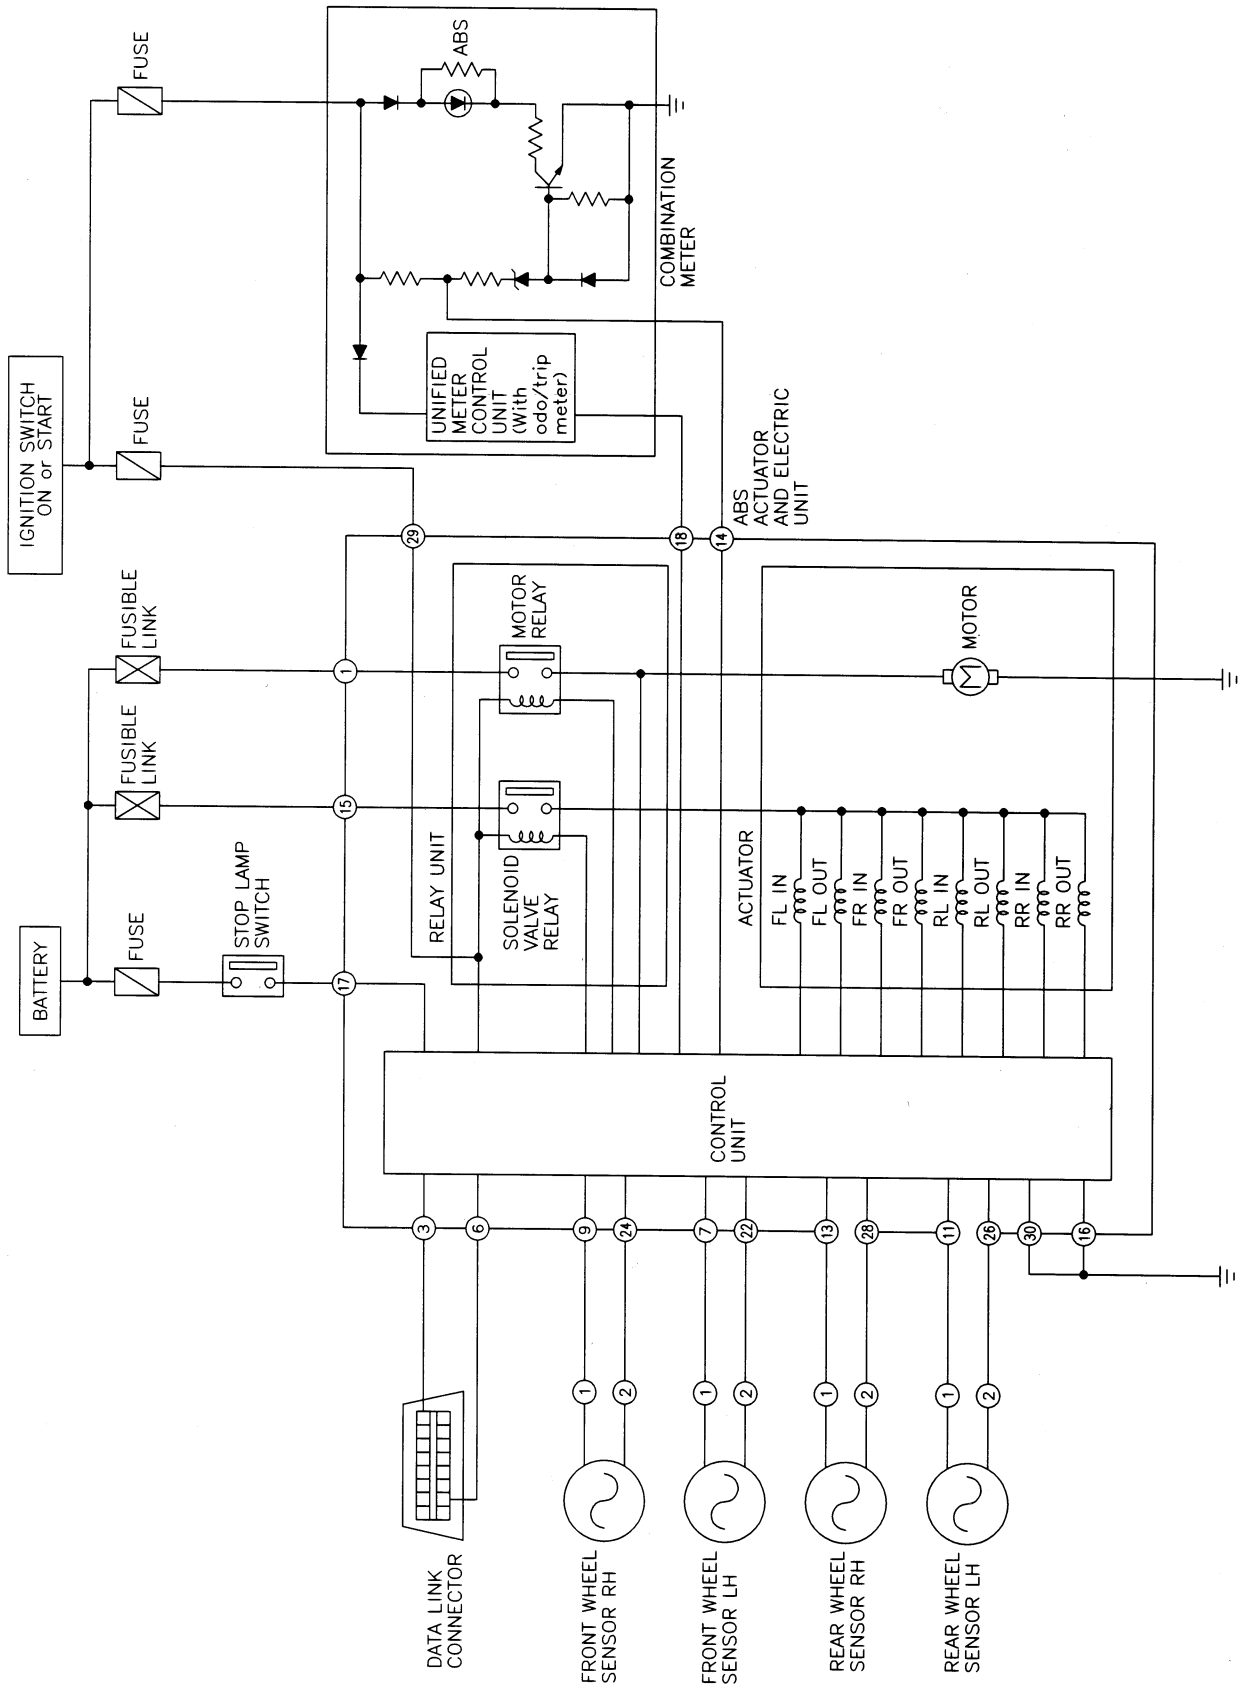 BATTERY
IGNITION SWITCH
ON or START
FUSE
FUSIBLE
LINK
FUSIBLE
LINK
FUSE
FUSE
STOP LAMP
SWITCH
17
15
1
29
DATA LINK
CONNECTOR
3
6
RELAY UNIT
SOLENOID
VALVE
RELAY
MOTOR
RELAY
UNIFIED
METER
CONTROL
UNIT
(With
odo/trip
meter)
ABS
COMBINATION
METER
FRONT WHEEL
SENSOR RH
1
2
9
24
FRONT WHEEL
SENSOR LH
1
2
7
22
CONTROL
UNIT
18
14
ABS
ACTUATOR
AND ELECTRIC
UNIT
ACTUATOR
FL IN
FL OUT
FR IN
FR OUT
RL IN
RL OUT
RR IN
RR OUT
MOTOR
M
REAR WHEEL
SENSOR RH
1
2
13
28
REAR WHEEL
SENSOR LH
1
2
11
26
30
16